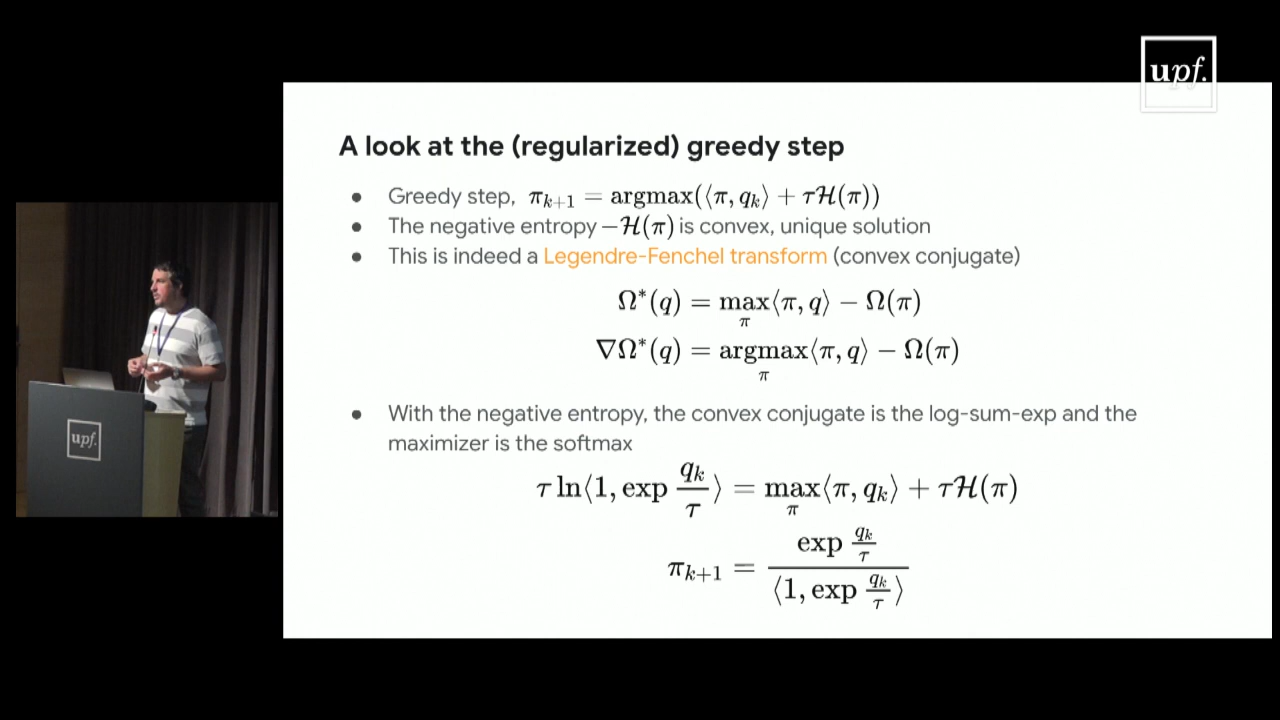 upf.
A look at the (regularized) greedy step
● Greedy step, π_{k+1} = argmax(⟨π, q_k⟩ + τℋ(π))
● The negative entropy −ℋ(π) is convex, unique solution
● This is indeed a Legendre-Fenchel transform (convex conjugate)
Ω*(q) = max_π⟨π, q⟩ − Ω(π)
∇Ω*(q) = argmax_π⟨π, q⟩ − Ω(π)
● With the negative entropy, the convex conjugate is the log-sum-exp and the
maximizer is the softmax
τ ln⟨1, exp q_k/τ⟩ = max_π⟨π, q_k⟩ + τℋ(π)
π_{k+1} = exp q_k/τ / ⟨1, exp q_k/τ⟩
upf.